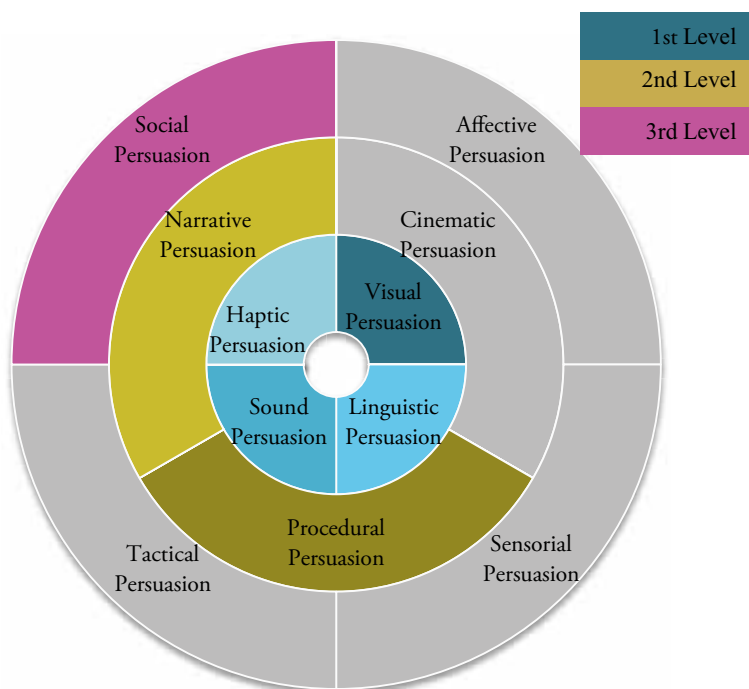 1st Level
2nd Level
3rd Level
Social
Persuasion
Affective
Persuasion
Narrative
Persuasion
Cinematic
Persuasion
Haptic
Persuasion
Visual
Persuasion
Sound
Persuasion
Linguistic
Persuasion
Procedural
Persuasion
Tactical
Persuasion
Sensorial
Persuasion